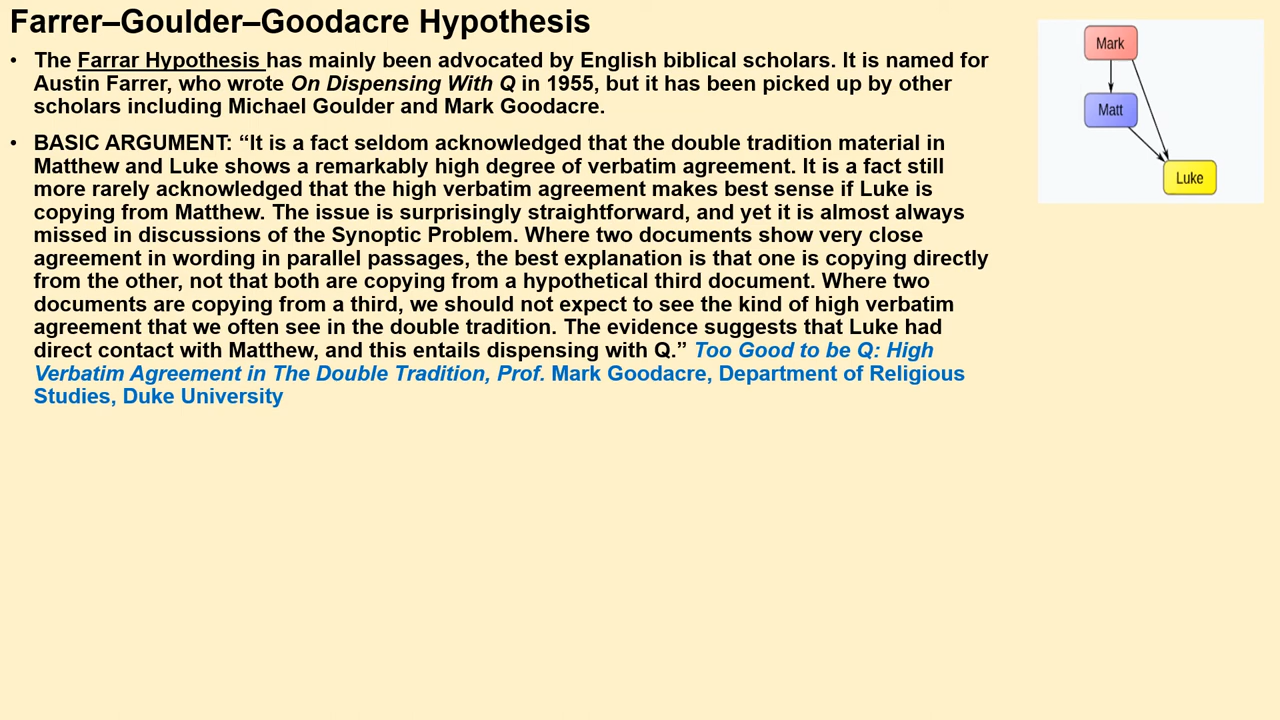 Farrer–Goulder–Goodacre Hypothesis
• The Farrar Hypothesis has mainly been advocated by English biblical scholars. It is named for
Austin Farrer, who wrote On Dispensing With Q in 1955, but it has been picked up by other
scholars including Michael Goulder and Mark Goodacre.
• BASIC ARGUMENT: “It is a fact seldom acknowledged that the double tradition material in
Matthew and Luke shows a remarkably high degree of verbatim agreement. It is a fact still
more rarely acknowledged that the high verbatim agreement makes best sense if Luke is
copying from Matthew. The issue is surprisingly straightforward, and yet it is almost always
missed in discussions of the Synoptic Problem. Where two documents show very close
agreement in wording in parallel passages, the best explanation is that one is copying directly
from the other, not that both are copying from a hypothetical third document. Where two
documents are copying from a third, we should not expect to see the kind of high verbatim
agreement that we often see in the double tradition. The evidence suggests that Luke had
direct contact with Matthew, and this entails dispensing with Q.” Too Good to be Q: High
Verbatim Agreement in The Double Tradition, Prof. Mark Goodacre, Department of Religious
Studies, Duke University
Mark
Matt
Luke